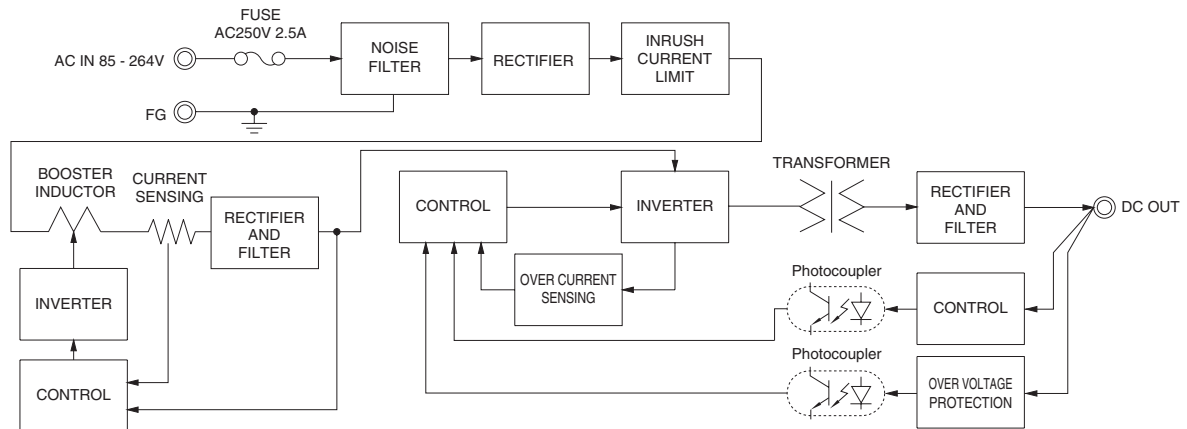 FUSE
AC250V 2.5A
AC IN 85 - 264V
NOISE
FILTER
RECTIFIER
INRUSH
CURRENT
LIMIT
FG
BOOSTER
INDUCTOR
CURRENT
SENSING
RECTIFIER
AND
FILTER
CONTROL
INVERTER
TRANSFORMER
RECTIFIER
AND
FILTER
DC OUT
OVER CURRENT
SENSING
Photocoupler
CONTROL
INVERTER
Photocoupler
OVER VOLTAGE
PROTECTION
CONTROL